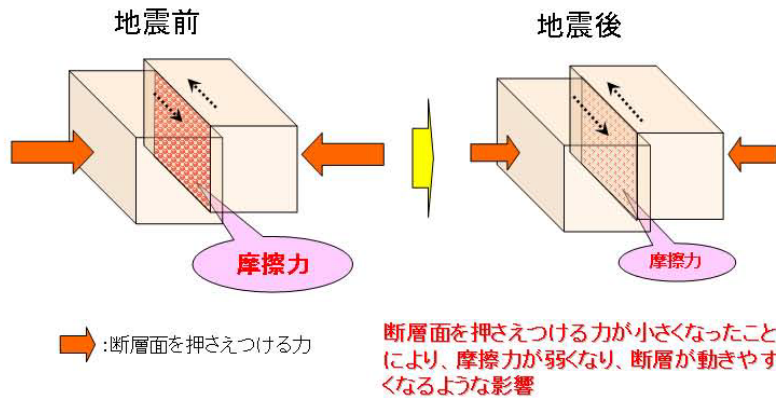 地震前
地震後
摩擦力
摩擦力
:断層面を押さえつける力
断層面を押さえつける力が小さくなったこと
により、摩擦力が弱くなり、断層が動きやす
くなるような影響